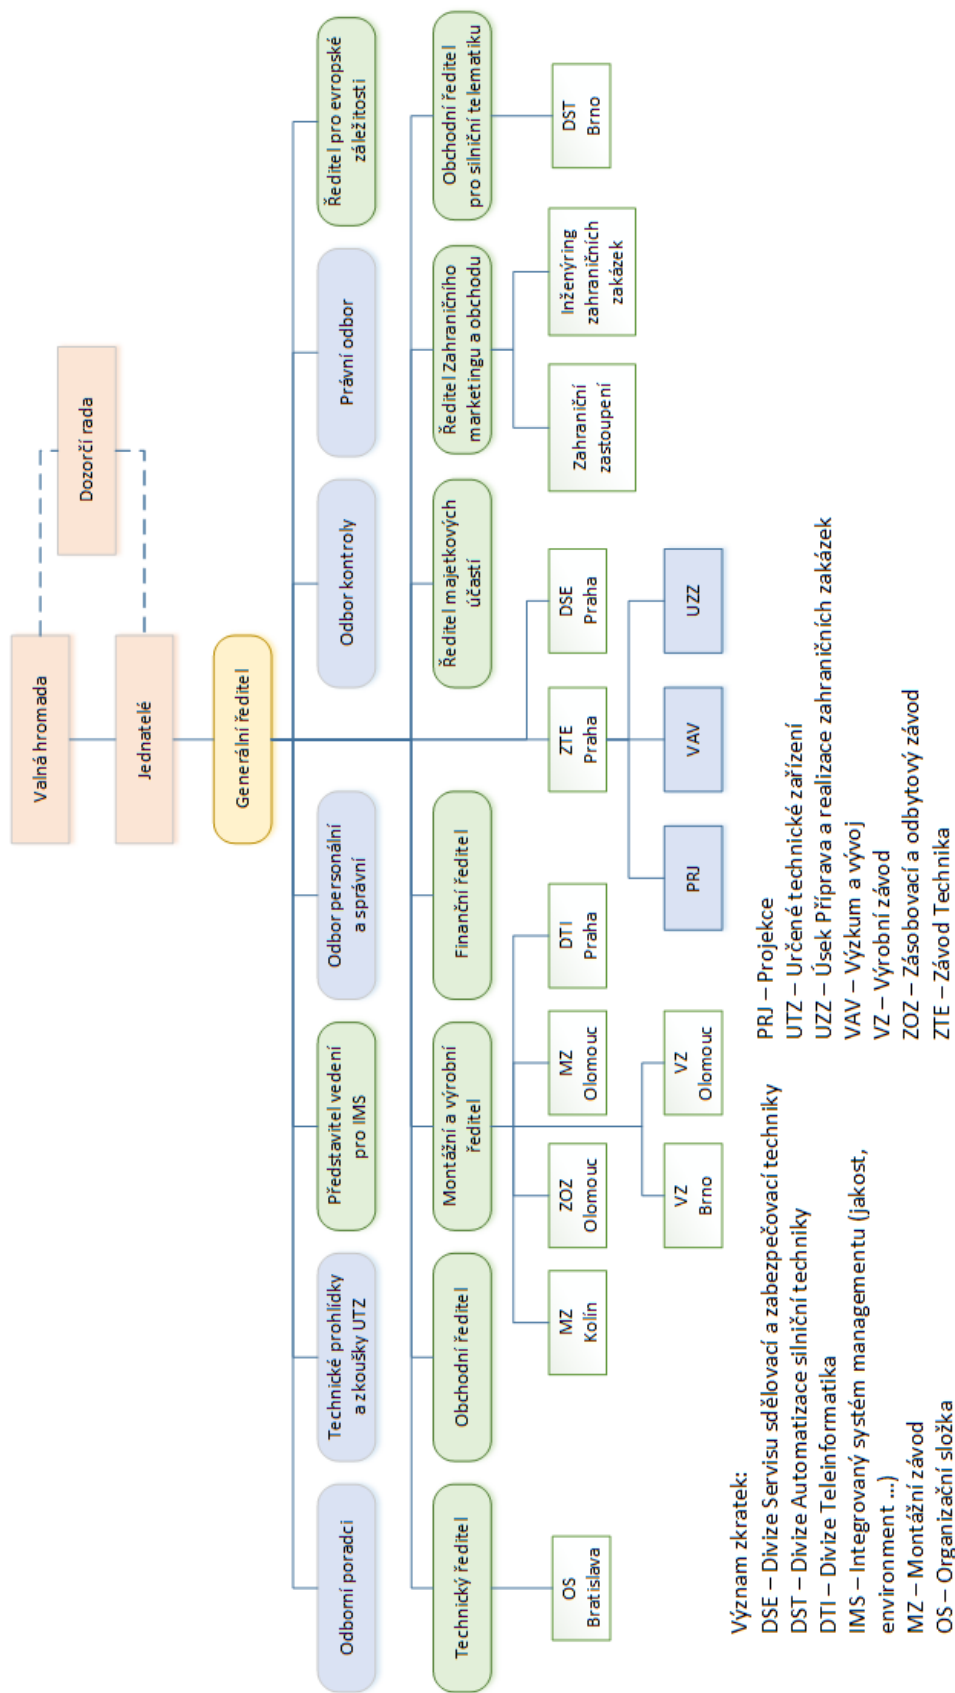 Valná hromada
Dozorčí rada
Jednatelé
Generální ředitel
Odborní poradci
Technické prohlídky
a zkoušky UTZ
Představitel vedení
pro IMS
Odbor personální
a správní
Odbor kontroly
Právní odbor
Ředitel pro evropské
záležitosti
Technický ředitel
Obchodní ředitel
Montážní a výrobní
ředitel
Finanční ředitel
Ředitel majetkových
účastí
Ředitel Zahraničního
marketingu a obchodu
Obchodní ředitel
pro silniční telematiku
OS
Bratislava
MZ
Kolín
ZOZ
Olomouc
MZ
Olomouc
DTI
Praha
ZTE
Praha
DSE
Praha
Zahraniční
zastoupení
Inženýring
zahraničních
zakázek
DST
Brno
VZ
Brno
VZ
Olomouc
PRJ
VAV
UZZ
Význam zkratek:
DSE – Divize Servisu sdělovací a zabezpečovací techniky
DST – Divize Automatizace silniční techniky
DTI – Divize Teleinformatika
IMS – Integrovaný systém managementu (jakost,
environment ...)
MZ – Montážní závod
OS – Organizační složka
PRJ – Projekce
UTZ – Určené technické zařízení
UZZ – Úsek Příprava a realizace zahraničních zakázek
VAV – Výzkum a vývoj
VZ – Výrobní závod
ZOZ – Zásobovací a odbytový závod
ZTE – Závod Technika